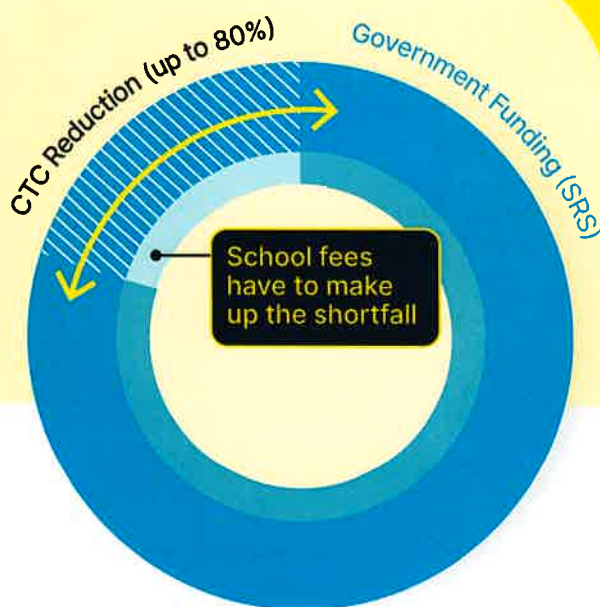 CTC Reduction (up to 80%)
Government Funding (SRS)
School fees
have to make
up the shortfall